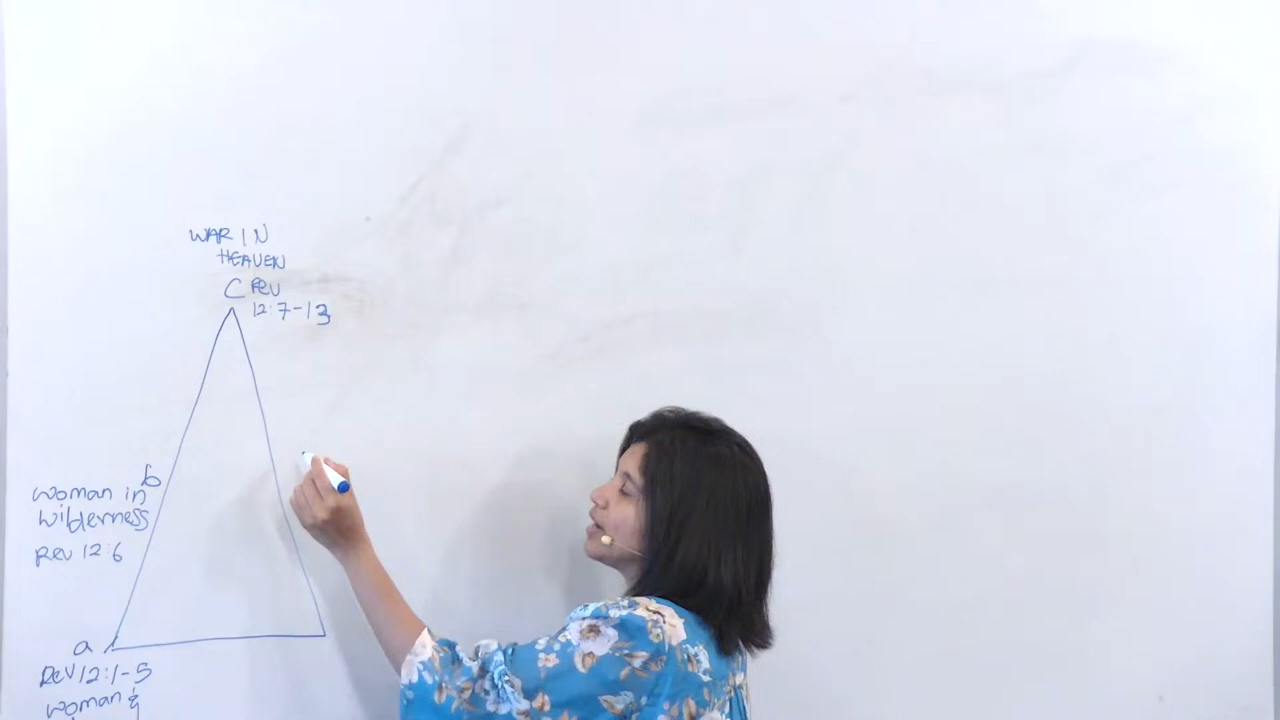 WAR IN
HEAVEN
C Rev
12:7-13
b
woman in
wilderness
Rev 12:6
a
Rev 12:1-5
woman &